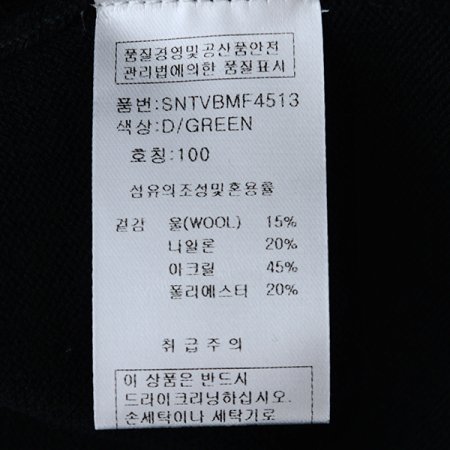 품질경영및공산품안전
관리법에의한 품질표시
품번:SNTVBMF4513
색상:D/GREEN
호칭:100
섬유의조성및혼용률
겉감 울(WOOL) 15%
나일론 20%
아크릴 45%
폴리에스터 20%
취급주의
이 상품은 반드시
드라이크리닝하십시오.
손세탁이나 세탁기로